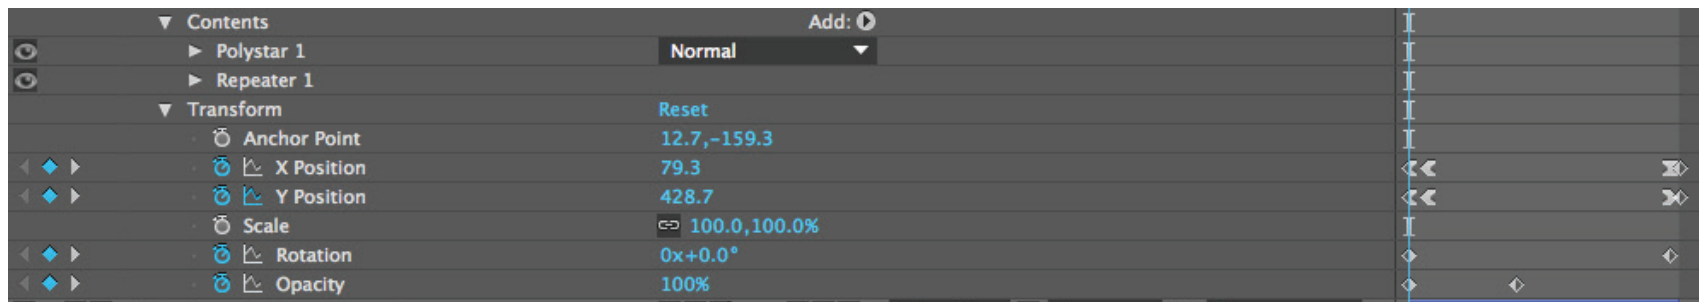 Contents Add:
Polystar 1 Normal
Repeater 1
Transform Reset
Anchor Point 12.7,-159.3
X Position 79.3
Y Position 428.7
Scale 100.0,100.0%
Rotation 0x+0.0°
Opacity 100%